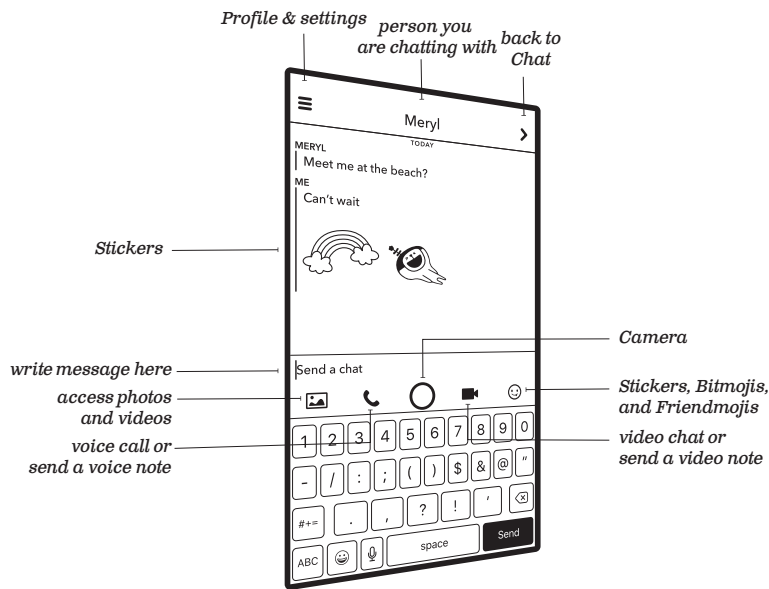 Profile & settings
person you
are chatting with
back to
Chat
Meryl
TODAY
MERYL
Meet me at the beach?
ME
Can't wait
Stickers
Camera
write message here
Send a chat
access photos
and videos
Stickers, Bitmojis,
and Friendmojis
voice call or
send a voice note
video chat or
send a video note
1 2 3 4 5 6 7 8 9 0
- / : ; ( ) $ & @ "
#+= . , ? ! '
ABC space Send